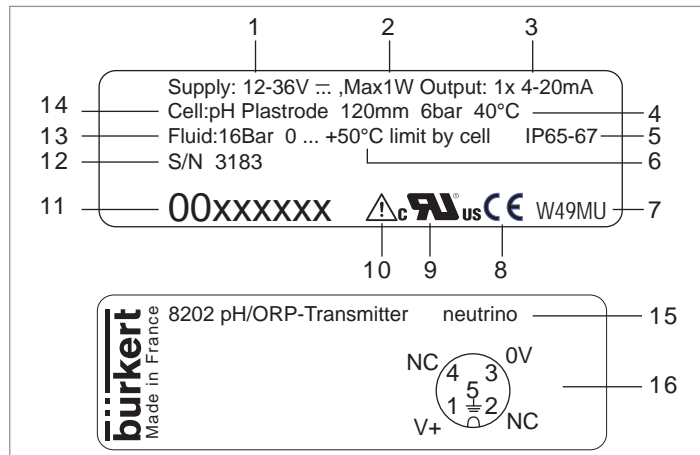 1 2 3
Supply: 12-36V ⎓ ,Max1W Output: 1x 4-20mA
14 Cell:pH Plastrode 120mm 6bar 40°C 4
13 Fluid:16Bar 0 ... +50°C limit by cell IP65-67 5
12 S/N 3183 6
11 00xxxxxx c RU ® us CE W49MU 7
10 9 8
8202 pH/ORP-Transmitter neutrino 15
bürkert
Made in France
NC 0V
4 3
5 16
1 2
V+ NC